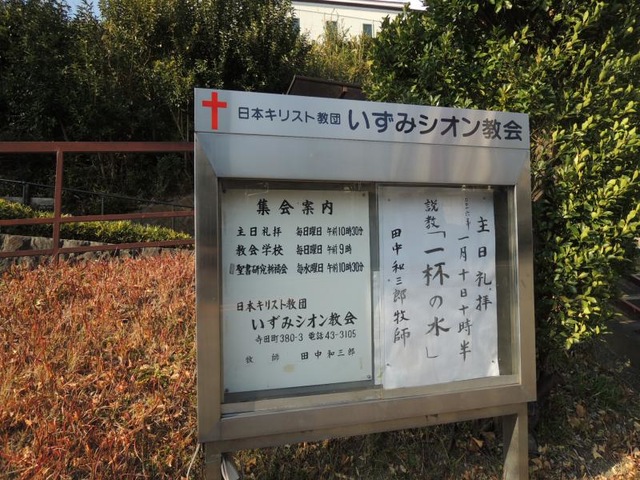 日本キリスト教団 いずみシオン教会
集会案内
主日礼拝 毎日曜日 午前10時30分
教会学校 毎日曜日 午前9時
聖書研究祈祷会 毎水曜日 午前10時30分
日本キリスト教団
いずみシオン教会
寺田町380-3 電話43-3105
牧師 田中和三郎
主日礼拝
二〇一六年 一月十日十時半
説教「一杯の水」
田中和三郎牧師